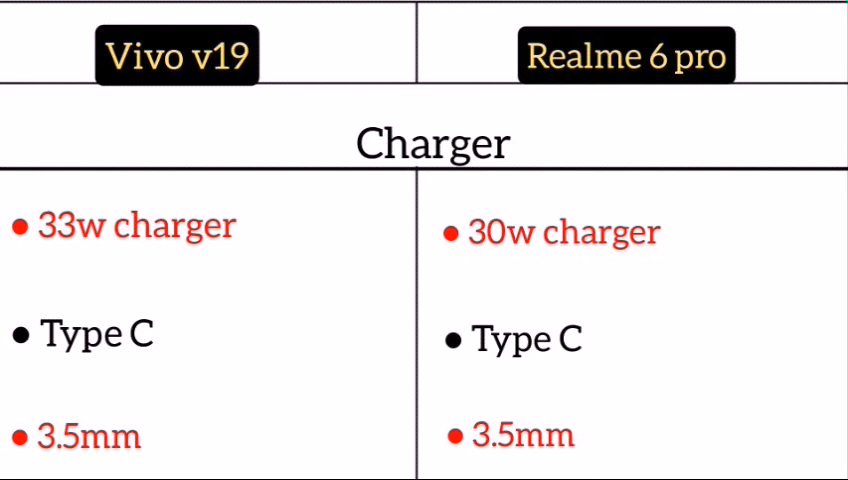 Vivo v19
Realme 6 pro
Charger
• 33w charger
• 30w charger
• Type C
• Type C
• 3.5mm
• 3.5mm